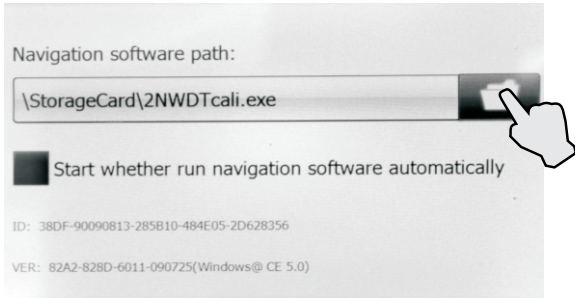 Navigation software path:
\StorageCard\2NWDTcali.exe
Start whether run navigation software automatically
ID: 38DF-90090813-285B10-484E05-2D628356
VER: 82A2-828D-6011-090725(Windows@ CE 5.0)